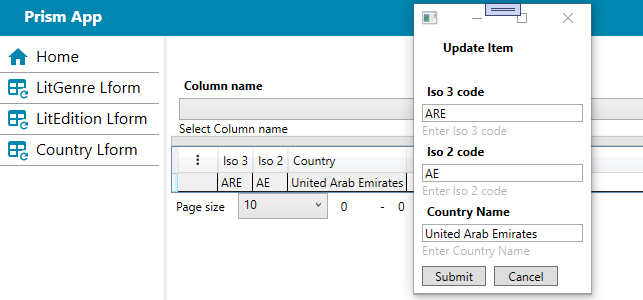 Prism App
Home
LitGenre Lform
LitEdition Lform
Country Lform
Column name
Select Column name
Iso 3 Iso 2 Country
ARE AE United Arab Emirates
Page size 10 0 - 0
Update Item
Iso 3 code
ARE
Enter Iso 3 code
Iso 2 code
AE
Enter Iso 2 code
Country Name
United Arab Emirates
Enter Country Name
Submit Cancel